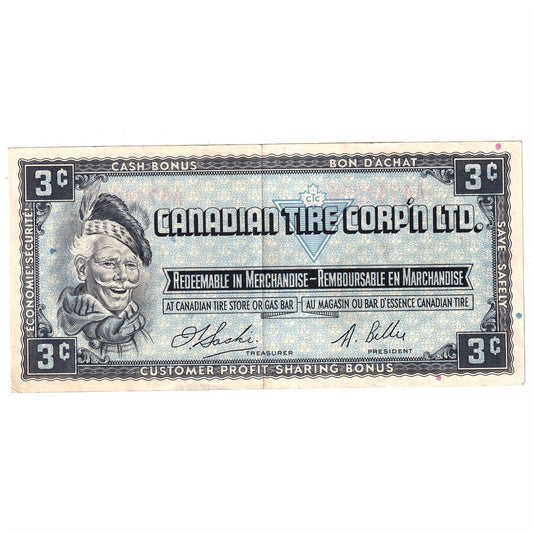 CASH BONUS BON D'ACHAT
3¢ 3¢
CTC
CANADIAN TIRE CORP'N LTD.
ÉCONOMIE·SÉCURITÉ!
SAVE SAFELY
REDEEMABLE IN MERCHANDISE – REMBOURSABLE EN MARCHANDISE
AT CANADIAN TIRE STORE OR GAS BAR AU MAGASIN OU BAR D'ESSENCE CANADIAN TIRE
TREASURER PRESIDENT
3¢ 3¢
CUSTOMER PROFIT SHARING BONUS